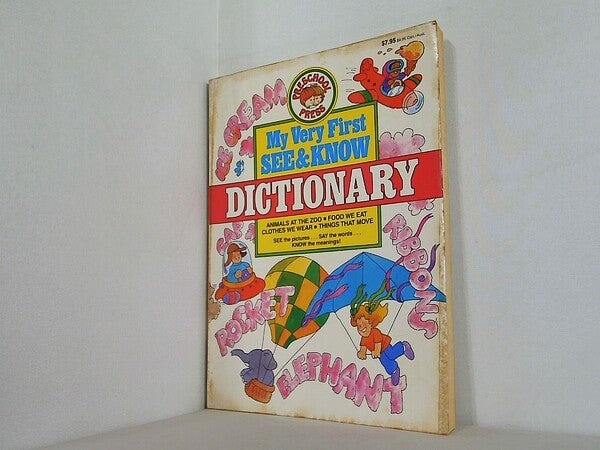 $7.95
ICE CREAM
PRESCHOOL
PRESS
My Very First
SEE & KNOW
DICTIONARY
ANIMALS AT THE ZOO • FOOD WE EAT
CLOTHES WE WEAR • THINGS THAT MOVE
SEE the pictures . . . SAY the words . . .
KNOW the meanings!
RIBBONS
ROCKET
ELEPHANT